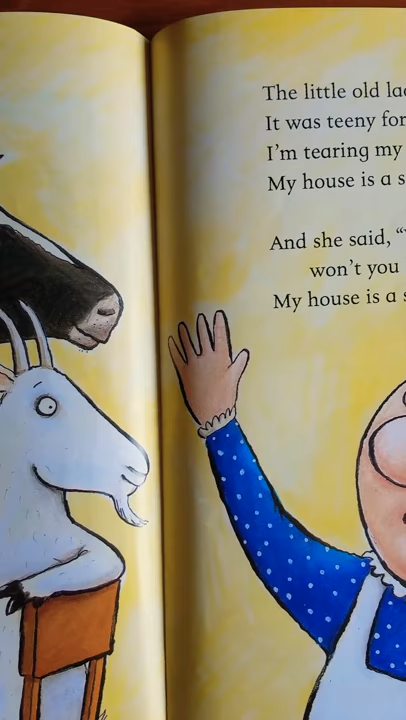 The little old
It was teeny for
I'm tearing my
My house is a
And she said,
won't you
My house is a